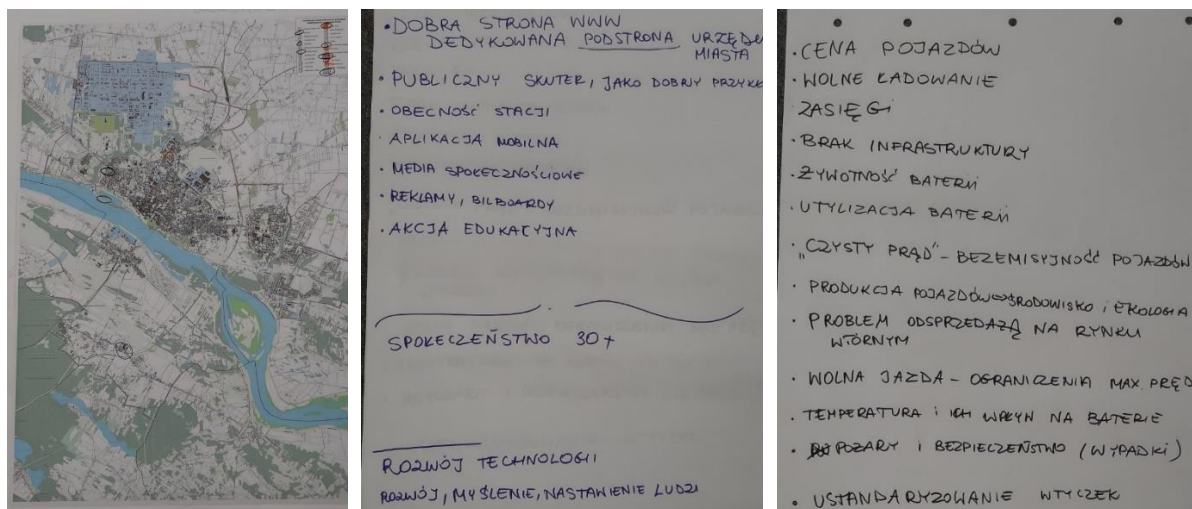 • DOBRA STRONA WWW
DEDYKOWANA PODSTRONA URZĘDU
MIASTA
• PUBLICZNY SKUTER, JAKO DOBRY PRZYKŁ
• OBECNOŚĆ STACJI
• APLIKACJA MOBILNA
• MEDIA SPOŁECZNOŚCIOWE
• REKLAMY, BILBOARDY
• AKCJA EDUKACYJNA
SPOŁECZEŃSTWO 30+
ROZWÓJ TECHNOLOGII
ROZWÓJ, MYŚLENIE, NASTAWIENIE LUDZI
• CENA POJAZDÓW
• WOLNE ŁADOWANIE
ZASIĘGI
• BRAK INFRASTRUKTURY
• ŻYWOTNOŚĆ BATERII
• UTYLIZACJA BATERII
• „CZYSTY PRĄD" – BEZEMISYJNOŚĆ POJAZDÓW
• PRODUKCJA POJAZDÓW ⇔ ŚRODOWISKO i EKOLOGIA
• PROBLEM ODSPRZEDAŻĄ NA RYNKU
WTÓRNYM
• WOLNA JAZDA – OGRANICZENIA MAX. PRĘD
• TEMPERATURA i ICH WPŁYW NA BATERIE
• POŻARY i BEZPIECZEŃSTWO (WYPADKI)
• USTANDARYZOWANIE WTYCZEK